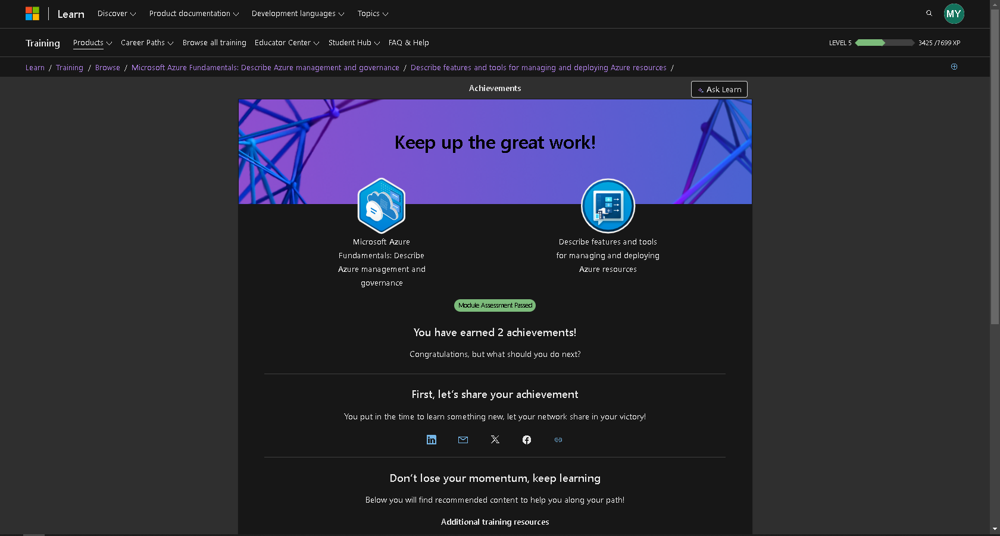 Learn Discover Product documentation Development languages Topics MY
Training Products Career Paths Browse all training Educator Center Student Hub FAQ & Help LEVEL 5 3425 /7699 XP
Learn / Training / Browse / Microsoft Azure Fundamentals: Describe Azure management and governance / Describe features and tools for managing and deploying Azure resources /
Achievements
Ask Learn
Keep up the great work!
Microsoft Azure
Fundamentals: Describe
Azure management and
governance
Describe features and tools
for managing and deploying
Azure resources
Module Assessment Passed
You have earned 2 achievements!
Congratulations, but what should you do next?
First, let's share your achievement
You put in the time to learn something new, let your network share in your victory!
Don't lose your momentum, keep learning
Below you will find recommended content to help you along your path!
Additional training resources